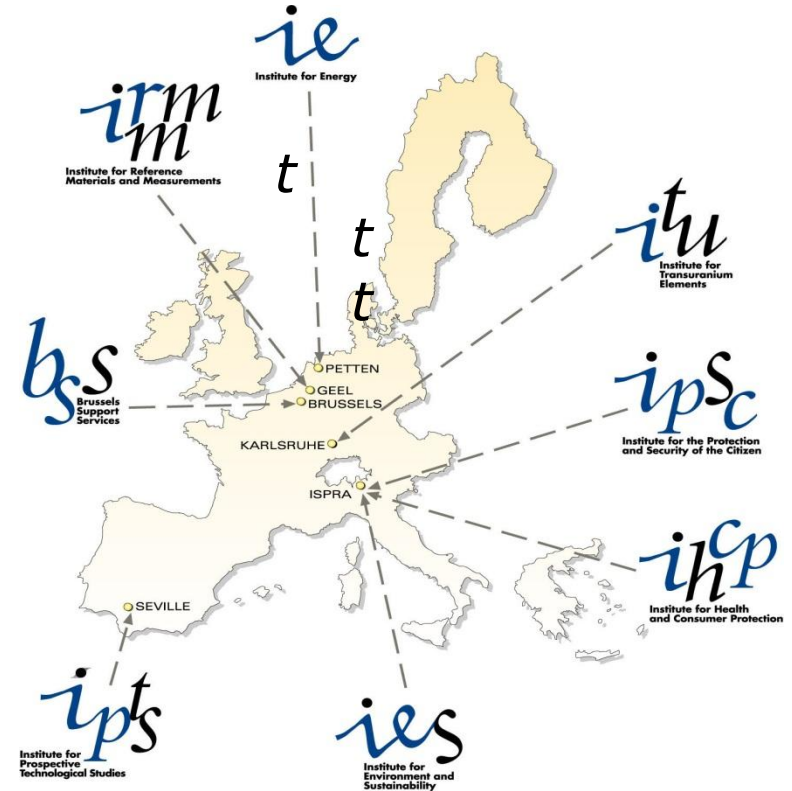 ie
Institute for Energy
irm
m
Institute for Reference
Materials and Measurements
t
t
t
itu
Institute for
Transuranium
Elements
bss
Brussels
Support
Services
PETTEN
GEEL
BRUSSELS
KARLSRUHE
ISPRA
SEVILLE
ipsc
Institute for the Protection
and Security of the Citizen
ihcp
Institute for Health
and Consumer Protection
ipts
Institute for
Prospective
Technological Studies
ies
Institute for
Environment and
Sustainability